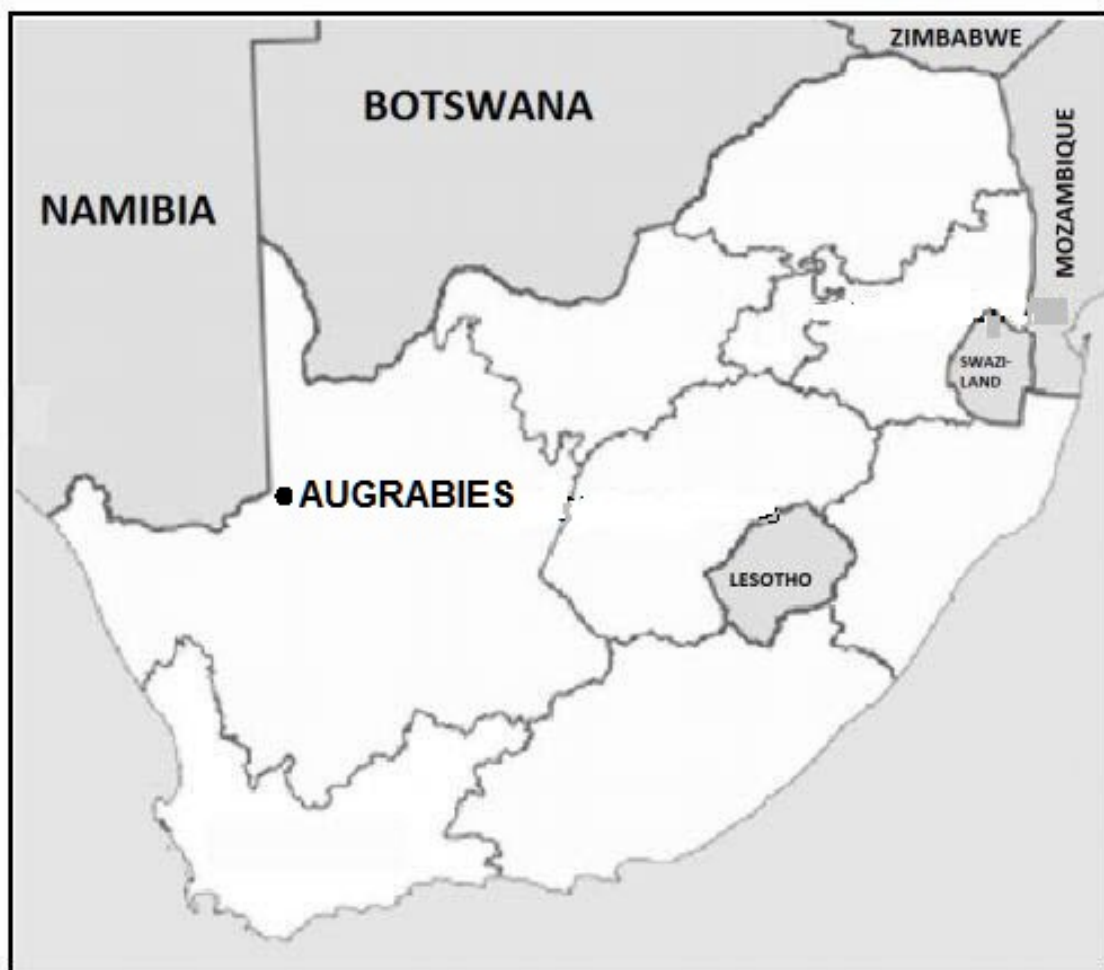 ZIMBABWE
BOTSWANA
MOZAMBIQUE
NAMIBIA
SWAZI-
LAND
AUGRABIES
LESOTHO